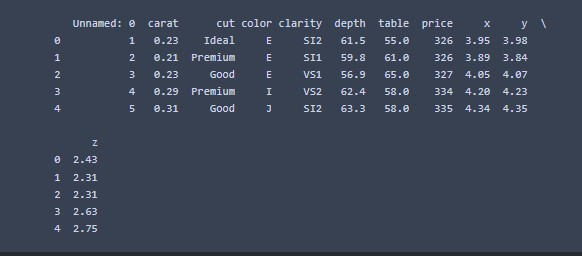 Unnamed: 0 carat cut color clarity depth table price x y \
0 1 0.23 Ideal E SI2 61.5 55.0 326 3.95 3.98
1 2 0.21 Premium E SI1 59.8 61.0 326 3.89 3.84
2 3 0.23 Good E VS1 56.9 65.0 327 4.05 4.07
3 4 0.29 Premium I VS2 62.4 58.0 334 4.20 4.23
4 5 0.31 Good J SI2 63.3 58.0 335 4.34 4.35
z
0 2.43
1 2.31
2 2.31
3 2.63
4 2.75